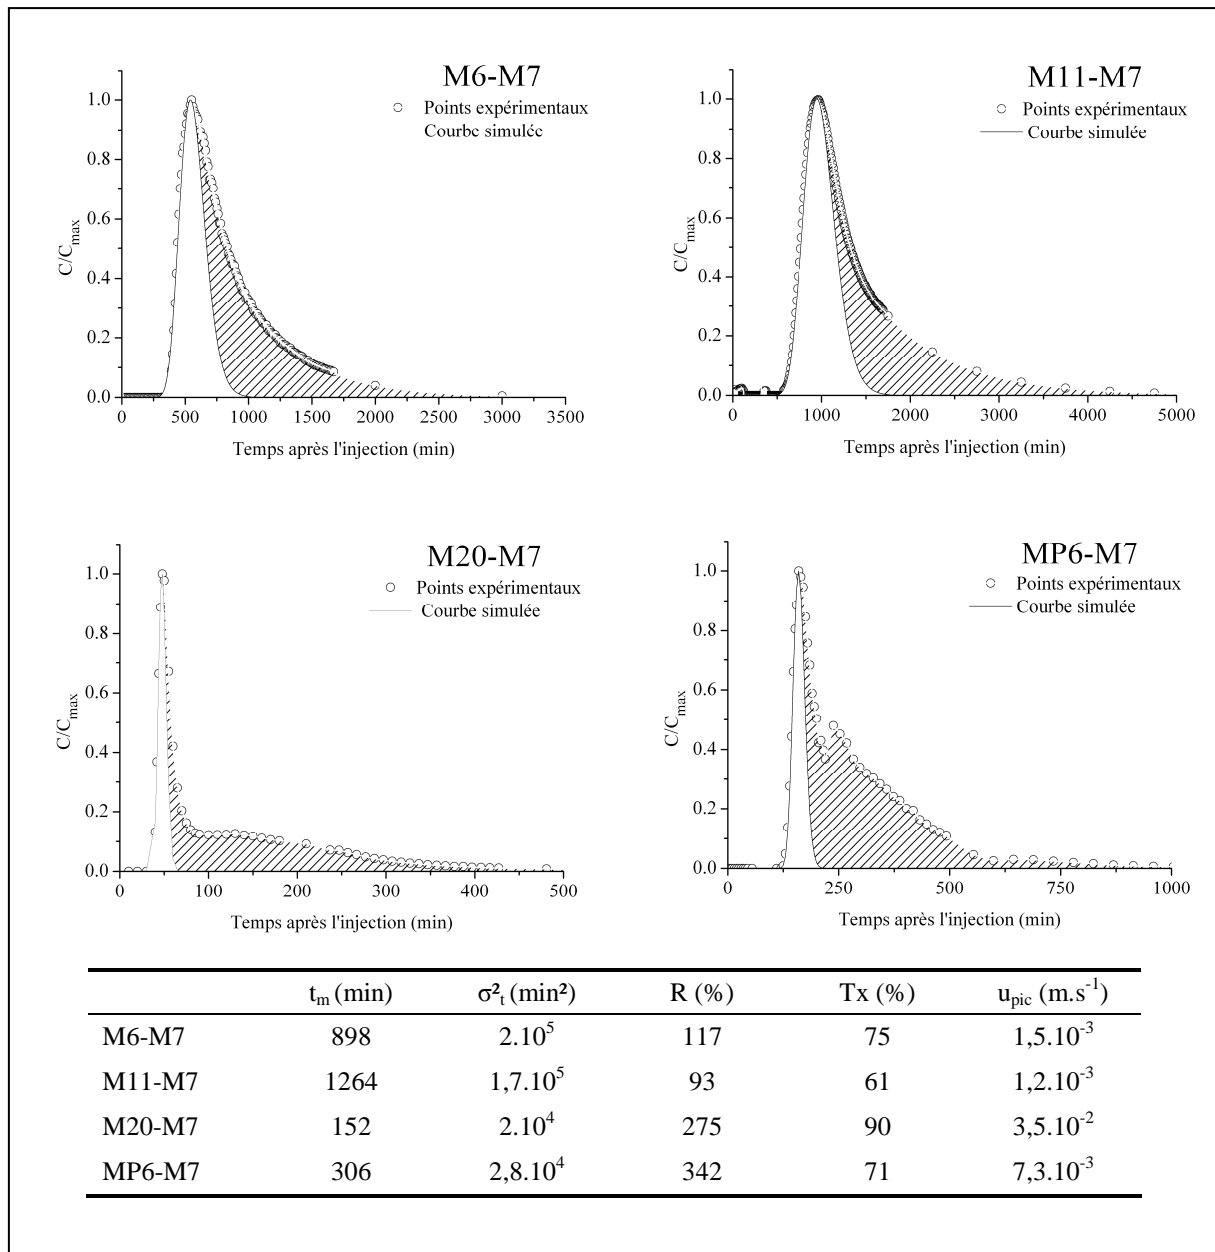 M6-M7
Points expérimentaux
Courbe simulée
1.0
0.8
0.6
0.4
0.2
0.0
C/Cmax
0 500 1000 1500 2000 2500 3000 3500
Temps après l'injection (min)
M11-M7
Points expérimentaux
Courbe simulée
1.0
0.8
0.6
0.4
0.2
0.0
C/Cmax
0 1000 2000 3000 4000 5000
Temps après l'injection (min)
M20-M7
Points expérimentaux
Courbe simulée
1.0
0.8
0.6
0.4
0.2
0.0
C/Cmax
0 100 200 300 400 500
Temps après l'injection (min)
MP6-M7
Points expérimentaux
Courbe simulée
1.0
0.8
0.6
0.4
0.2
0.0
C/Cmax
0 250 500 750 1000
Temps après l'injection (min)
tm (min) σ²t (min²) R (%) Tx (%) upic (m.s-1)
M6-M7 898 2.10^5 117 75 1,5.10^-3
M11-M7 1264 1,7.10^5 93 61 1,2.10^-3
M20-M7 152 2.10^4 275 90 3,5.10^-2
MP6-M7 306 2,8.10^4 342 71 7,3.10^-3